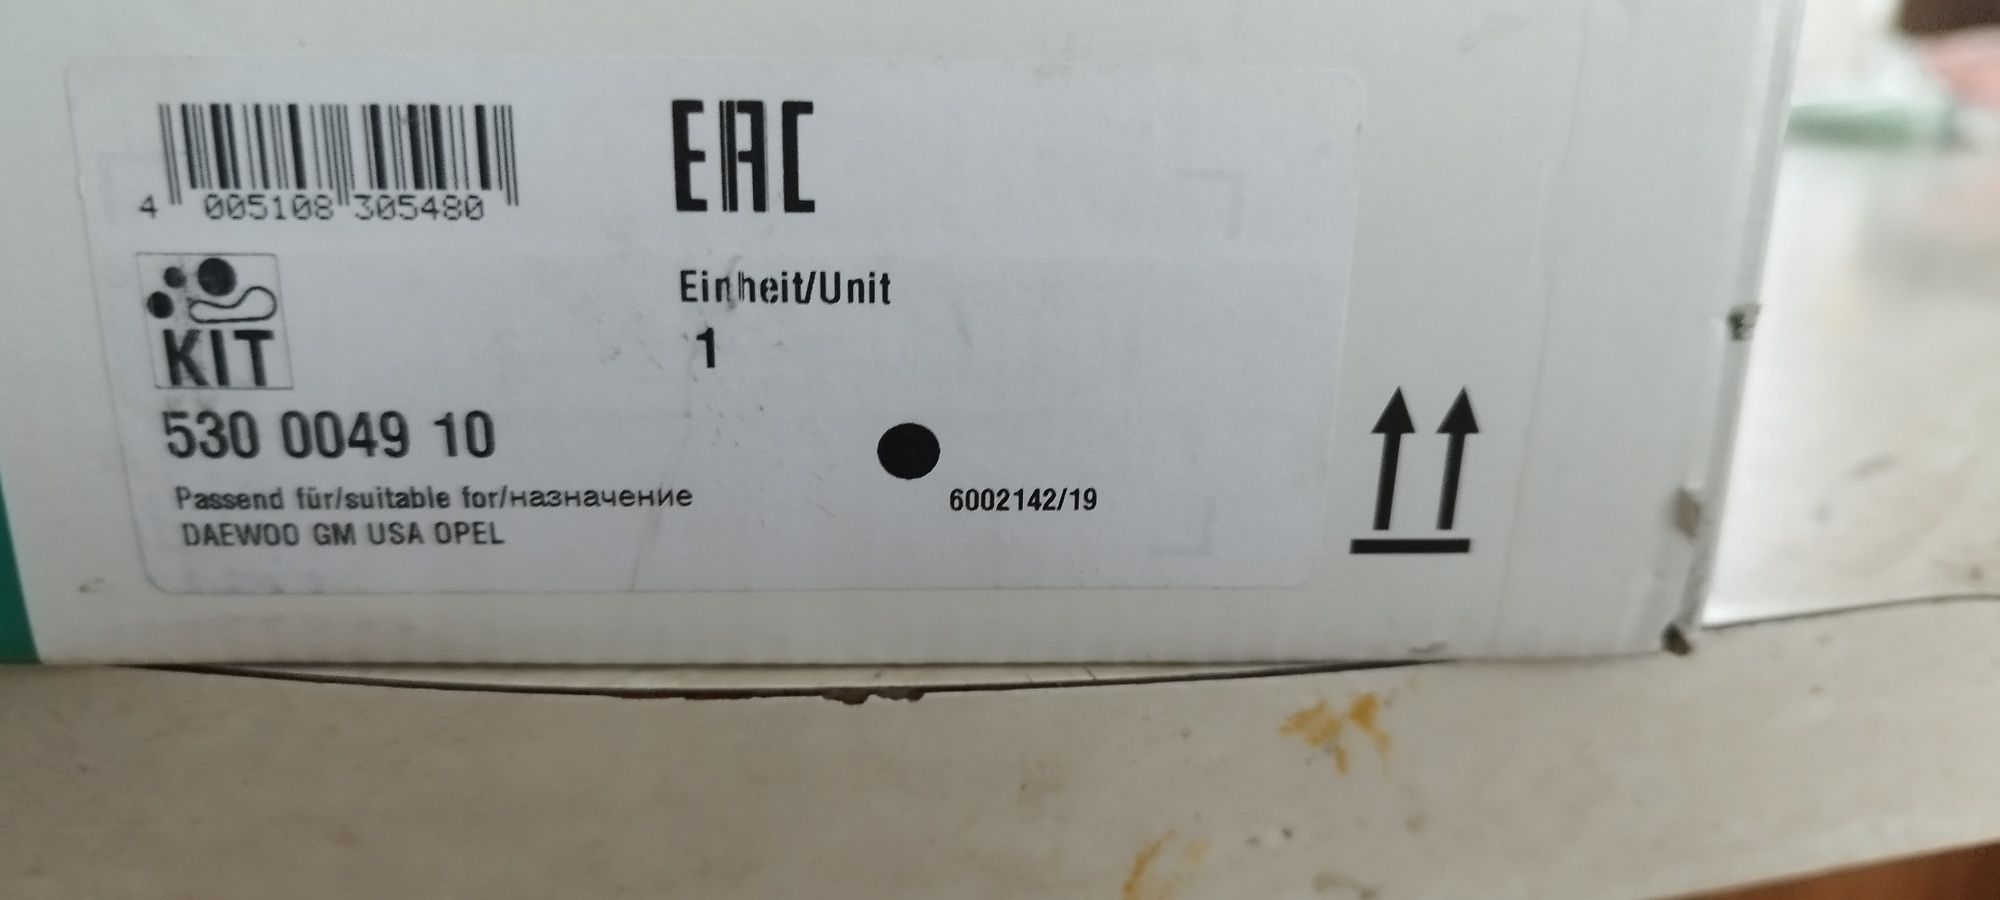 4 005108 305480
EAC
Einheit/Unit
1
KIT
530 0049 10
Passend für/suitable for/назначение
DAEWOO GM USA OPEL
6002142/19